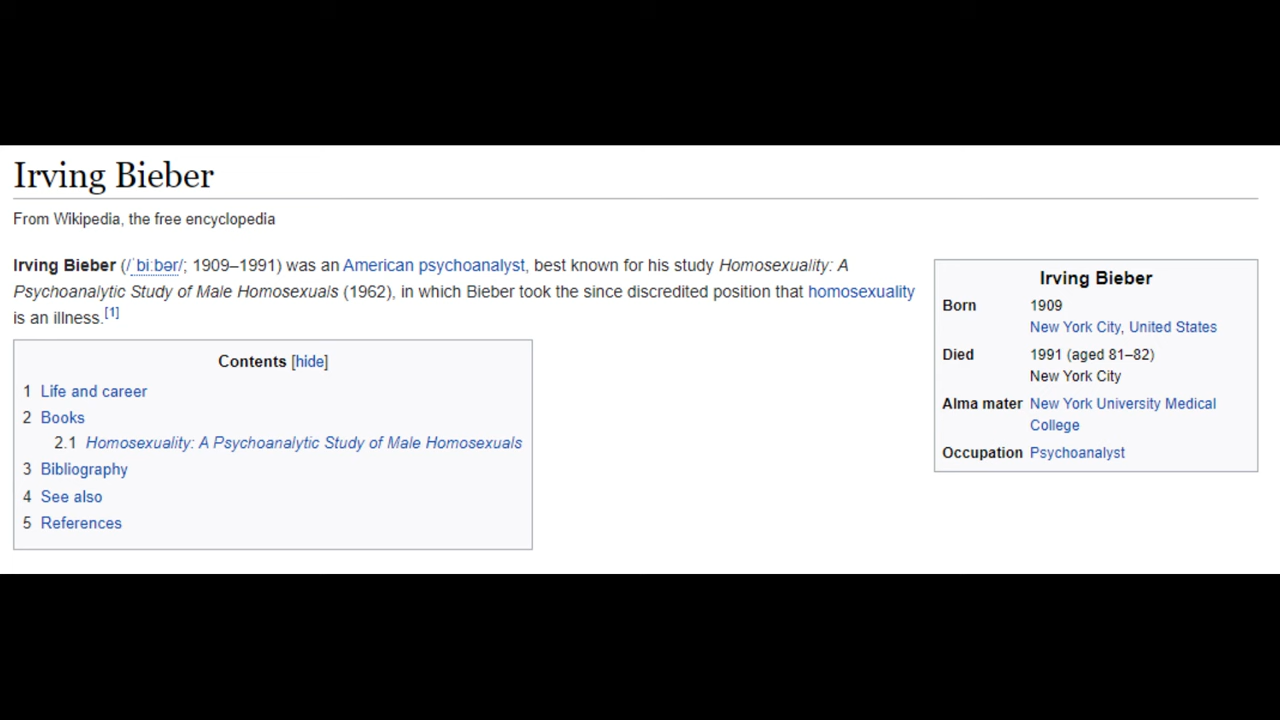 Irving Bieber
From Wikipedia, the free encyclopedia
Irving Bieber (/ˈbiːbər/; 1909–1991) was an American psychoanalyst, best known for his study Homosexuality: A
Psychoanalytic Study of Male Homosexuals (1962), in which Bieber took the since discredited position that homosexuality
is an illness.[1]
Contents [hide]
1 Life and career
2 Books
2.1 Homosexuality: A Psychoanalytic Study of Male Homosexuals
3 Bibliography
4 See also
5 References
Irving Bieber
Born 1909
New York City, United States
Died 1991 (aged 81–82)
New York City
Alma mater New York University Medical
College
Occupation Psychoanalyst